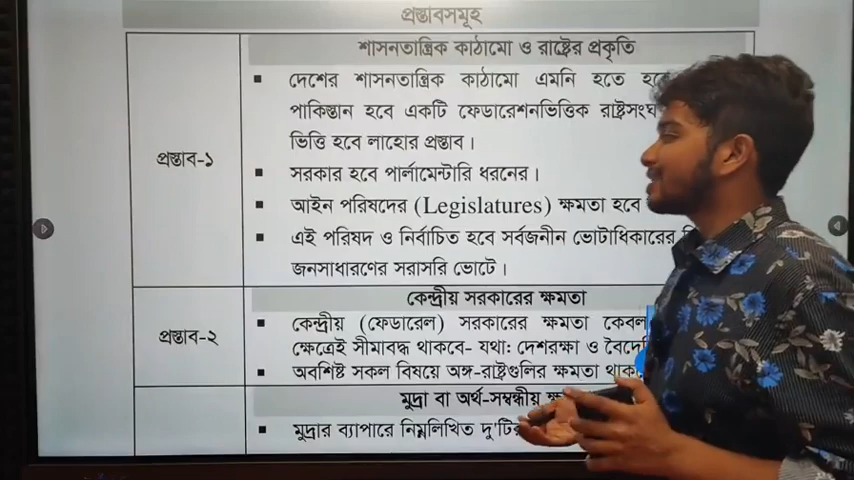 প্রস্তাবসমূহ
শাসনতান্ত্রিক কাঠামো ও রাষ্ট্রের প্রকৃতি
প্রস্তাব-১
▪ দেশের শাসনতান্ত্রিক কাঠামো এমনি হতে হবে
পাকিস্তান হবে একটি ফেডারেশনভিত্তিক রাষ্ট্রসংঘ
ভিত্তি হবে লাহোর প্রস্তাব।
▪ সরকার হবে পার্লামেন্টারি ধরনের।
▪ আইন পরিষদের (Legislatures) ক্ষমতা হবে
▪ এই পরিষদ ও নির্বাচিত হবে সর্বজনীন ভোটাধিকারের
জনসাধারণের সরাসরি ভোটে।
কেন্দ্রীয় সরকারের ক্ষমতা
প্রস্তাব-২
▪ কেন্দ্রীয় (ফেডারেল) সরকারের ক্ষমতা কেবল
ক্ষেত্রেই সীমাবদ্ধ থাকবে- যথা: দেশরক্ষা ও
▪ অবশিষ্ট সকল বিষয়ে অঙ্গ-রাষ্ট্রগুলির ক্ষমতা
মুদ্রা বা অর্থ-সম্বন্ধীয়
▪ মুদ্রার ব্যাপারে নিম্নলিখিত দু'টির